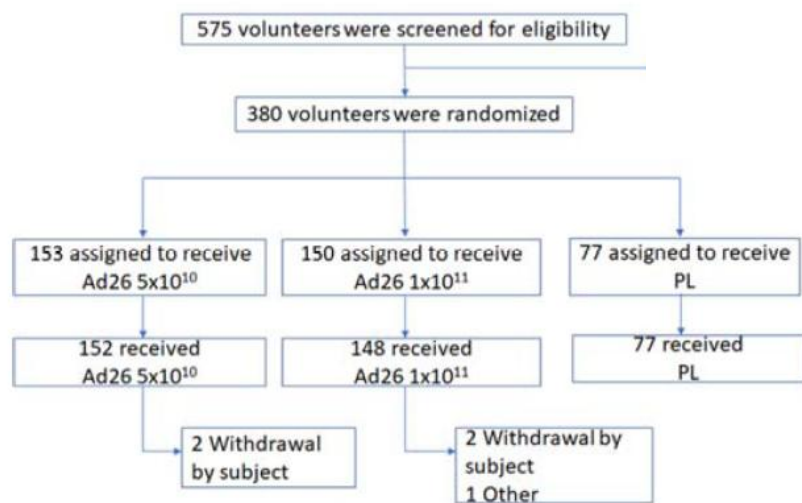 575 volunteers were screened for eligibility
380 volunteers were randomized
153 assigned to receive
Ad26 5x10¹⁰
150 assigned to receive
Ad26 1x10¹¹
77 assigned to receive
PL
152 received
Ad26 5x10¹⁰
148 received
Ad26 1x10¹¹
77 received
PL
2 Withdrawal
by subject
2 Withdrawal by
subject
1 Other